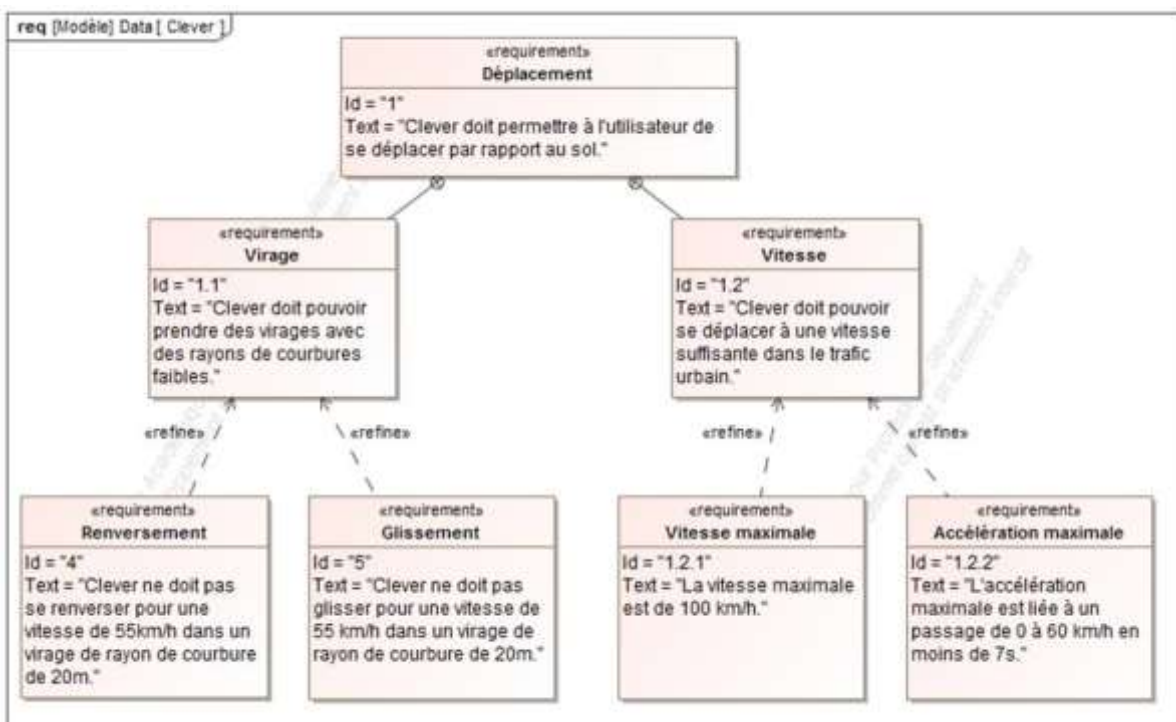 req [Modèle] Data [ Clever ]
«requirement»
Déplacement
Id = "1"
Text = "Clever doit permettre à l'utilisateur de
se déplacer par rapport au sol."
«requirement»
Virage
Id = "1.1"
Text = "Clever doit pouvoir
prendre des virages avec
des rayons de courbures
faibles."
«requirement»
Vitesse
Id = "1.2"
Text = "Clever doit pouvoir
se déplacer à une vitesse
suffisante dans le trafic
urbain."
«refine»
«refine»
«refine»
«refine»
«requirement»
Renversement
Id = "4"
Text = "Clever ne doit pas
se renverser pour une
vitesse de 55km/h dans un
virage de rayon de courbure
de 20m."
«requirement»
Glissement
Id = "5"
Text = "Clever ne doit pas
glisser pour une vitesse de
55 km/h dans un virage de
rayon de courbure de 20m."
«requirement»
Vitesse maximale
Id = "1.2.1"
Text = "La vitesse maximale
est de 100 km/h."
«requirement»
Accélération maximale
Id = "1.2.2"
Text = "L'accélération
maximale est liée à un
passage de 0 à 60 km/h en
moins de 7s."